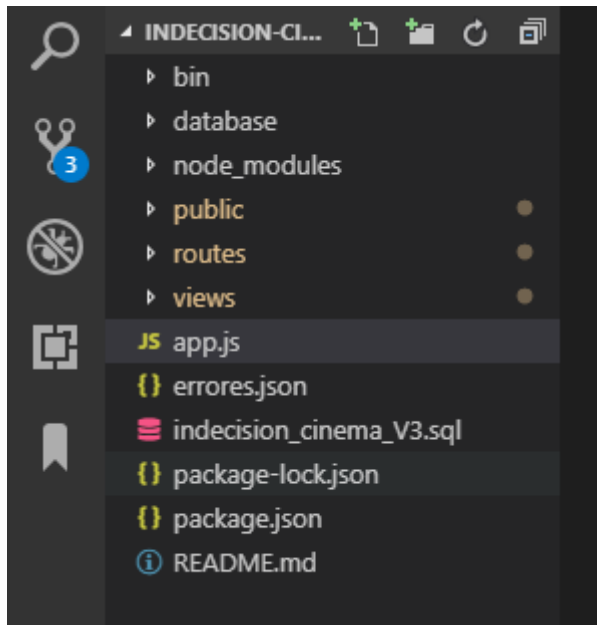 INDECISION-CI...
bin
database
3
node_modules
public
routes
views
JS app.js
{} errores.json
indecision_cinema_V3.sql
{} package-lock.json
{} package.json
README.md